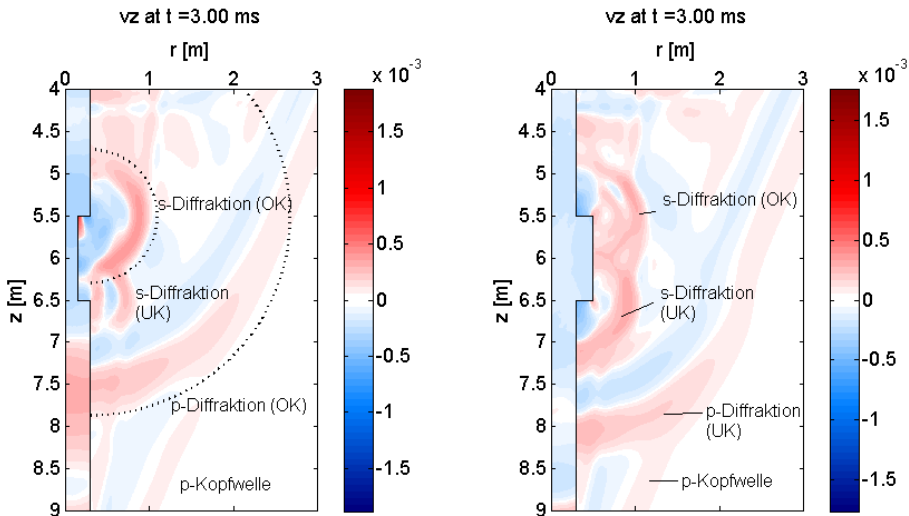 vz at t =3.00 ms
r [m]
0 1 2 3
x 10⁻³
4
4.5
5
5.5
6
6.5
7
7.5
8
8.5
9
z [m]
s-Diffraktion (OK)
s-Diffraktion
(UK)
p-Diffraktion (OK)
p-Kopfwelle
1.5
1
0.5
0
-0.5
-1
-1.5
vz at t =3.00 ms
r [m]
0 1 2 3
x 10⁻³
4
4.5
5
5.5
6
6.5
7
7.5
8
8.5
9
z [m]
s-Diffraktion (OK)
s-Diffraktion
(UK)
p-Diffraktion
(UK)
p-Kopfwelle
1.5
1
0.5
0
-0.5
-1
-1.5